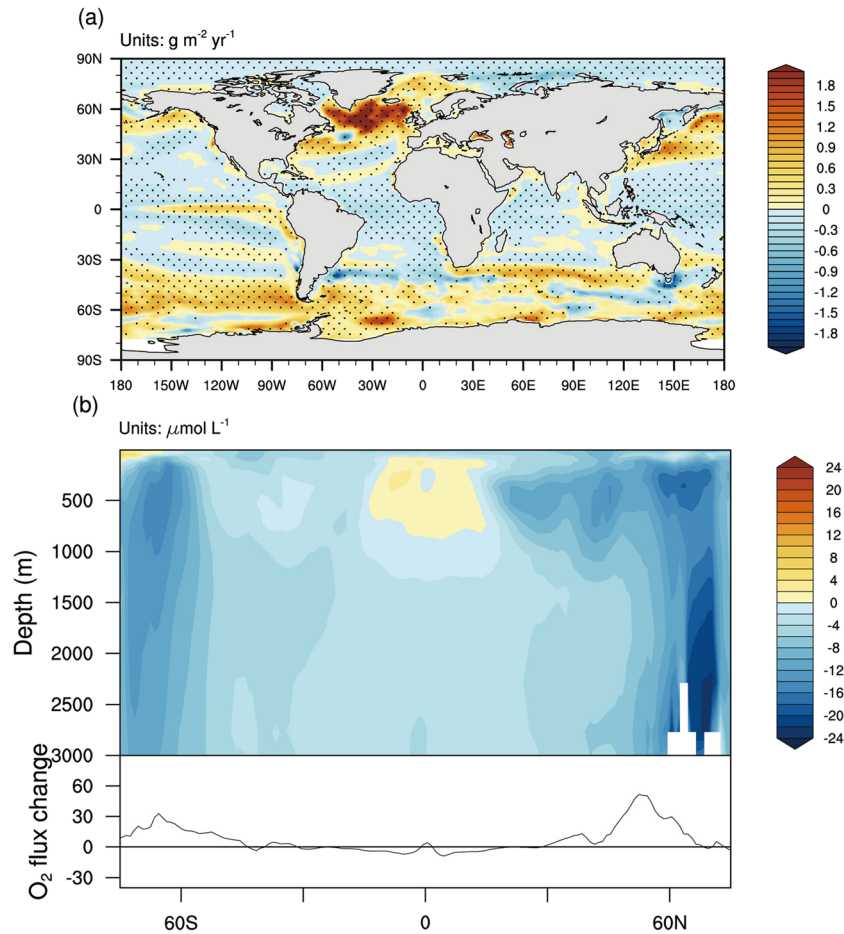 (a)
Units: g m⁻² yr⁻¹
90N
60N
30N
0
30S
60S
90S
180 150W 120W 90W 60W 30W 0 30E 60E 90E 120E 150E 180
1.8
1.5
1.2
0.9
0.6
0.3
0
-0.3
-0.6
-0.9
-1.2
-1.5
-1.8
(b)
Units: μmol L⁻¹
Depth (m)
500
1000
1500
2000
2500
3000
24
20
16
12
8
4
0
-4
-8
-12
-16
-20
-24
O₂ flux change
60
30
0
-30
60S 0 60N